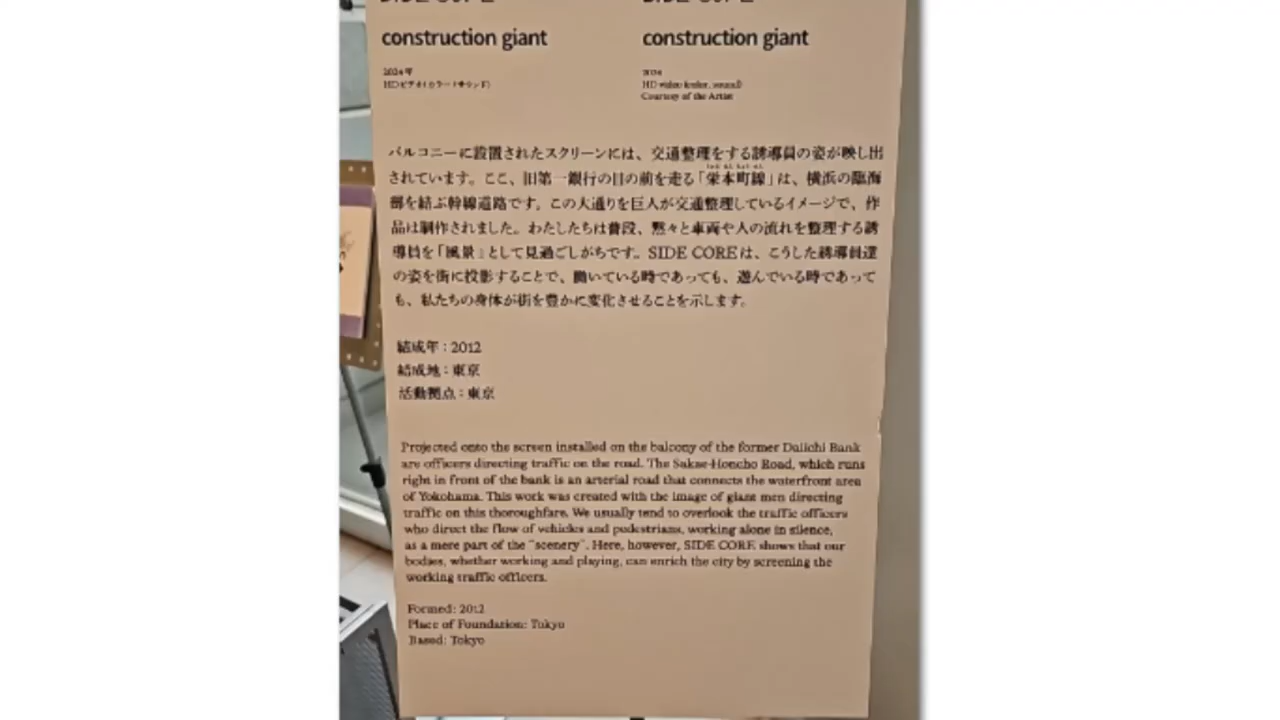 construction giant
construction giant
2024年
HDビデオ(カラー/サウンド)
2024
HD video (color, sound)
Courtesy of the Artist
バルコニーに設置されたスクリーンには、交通整理をする誘導員の姿が映し出
されています。ここ、旧第一銀行の目の前を走る「栄本町線」は、横浜の臨海
部を結ぶ幹線道路です。この大通りを巨人が交通整理しているイメージで、作
品は制作されました。わたしたちは普段、黙々と車両や人の流れを整理する誘
導員を「風景」として見過ごしがちです。SIDE COREは、こうした誘導員達
の姿を街に投影することで、働いている時であっても、遊んでいる時であって
も、私たちの身体が街を豊かに変化させることを示します。
結成年:2012
結成地:東京
活動拠点:東京
Projected onto the screen installed on the balcony of the former Daiichi Bank
are officers directing traffic on the road. The Sakae-Honcho Road, which runs
right in front of the bank is an arterial road that connects the waterfront area
of Yokohama. This work was created with the image of giant men directing
traffic on this thoroughfare. We usually tend to overlook the traffic officers
who direct the flow of vehicles and pedestrians, working alone in silence,
as a mere part of the "scenery". Here, however, SIDE CORE shows that our
bodies, whether working and playing, can enrich the city by screening the
working traffic officers.
Formed: 2012
Place of Foundation: Tokyo
Based: Tokyo